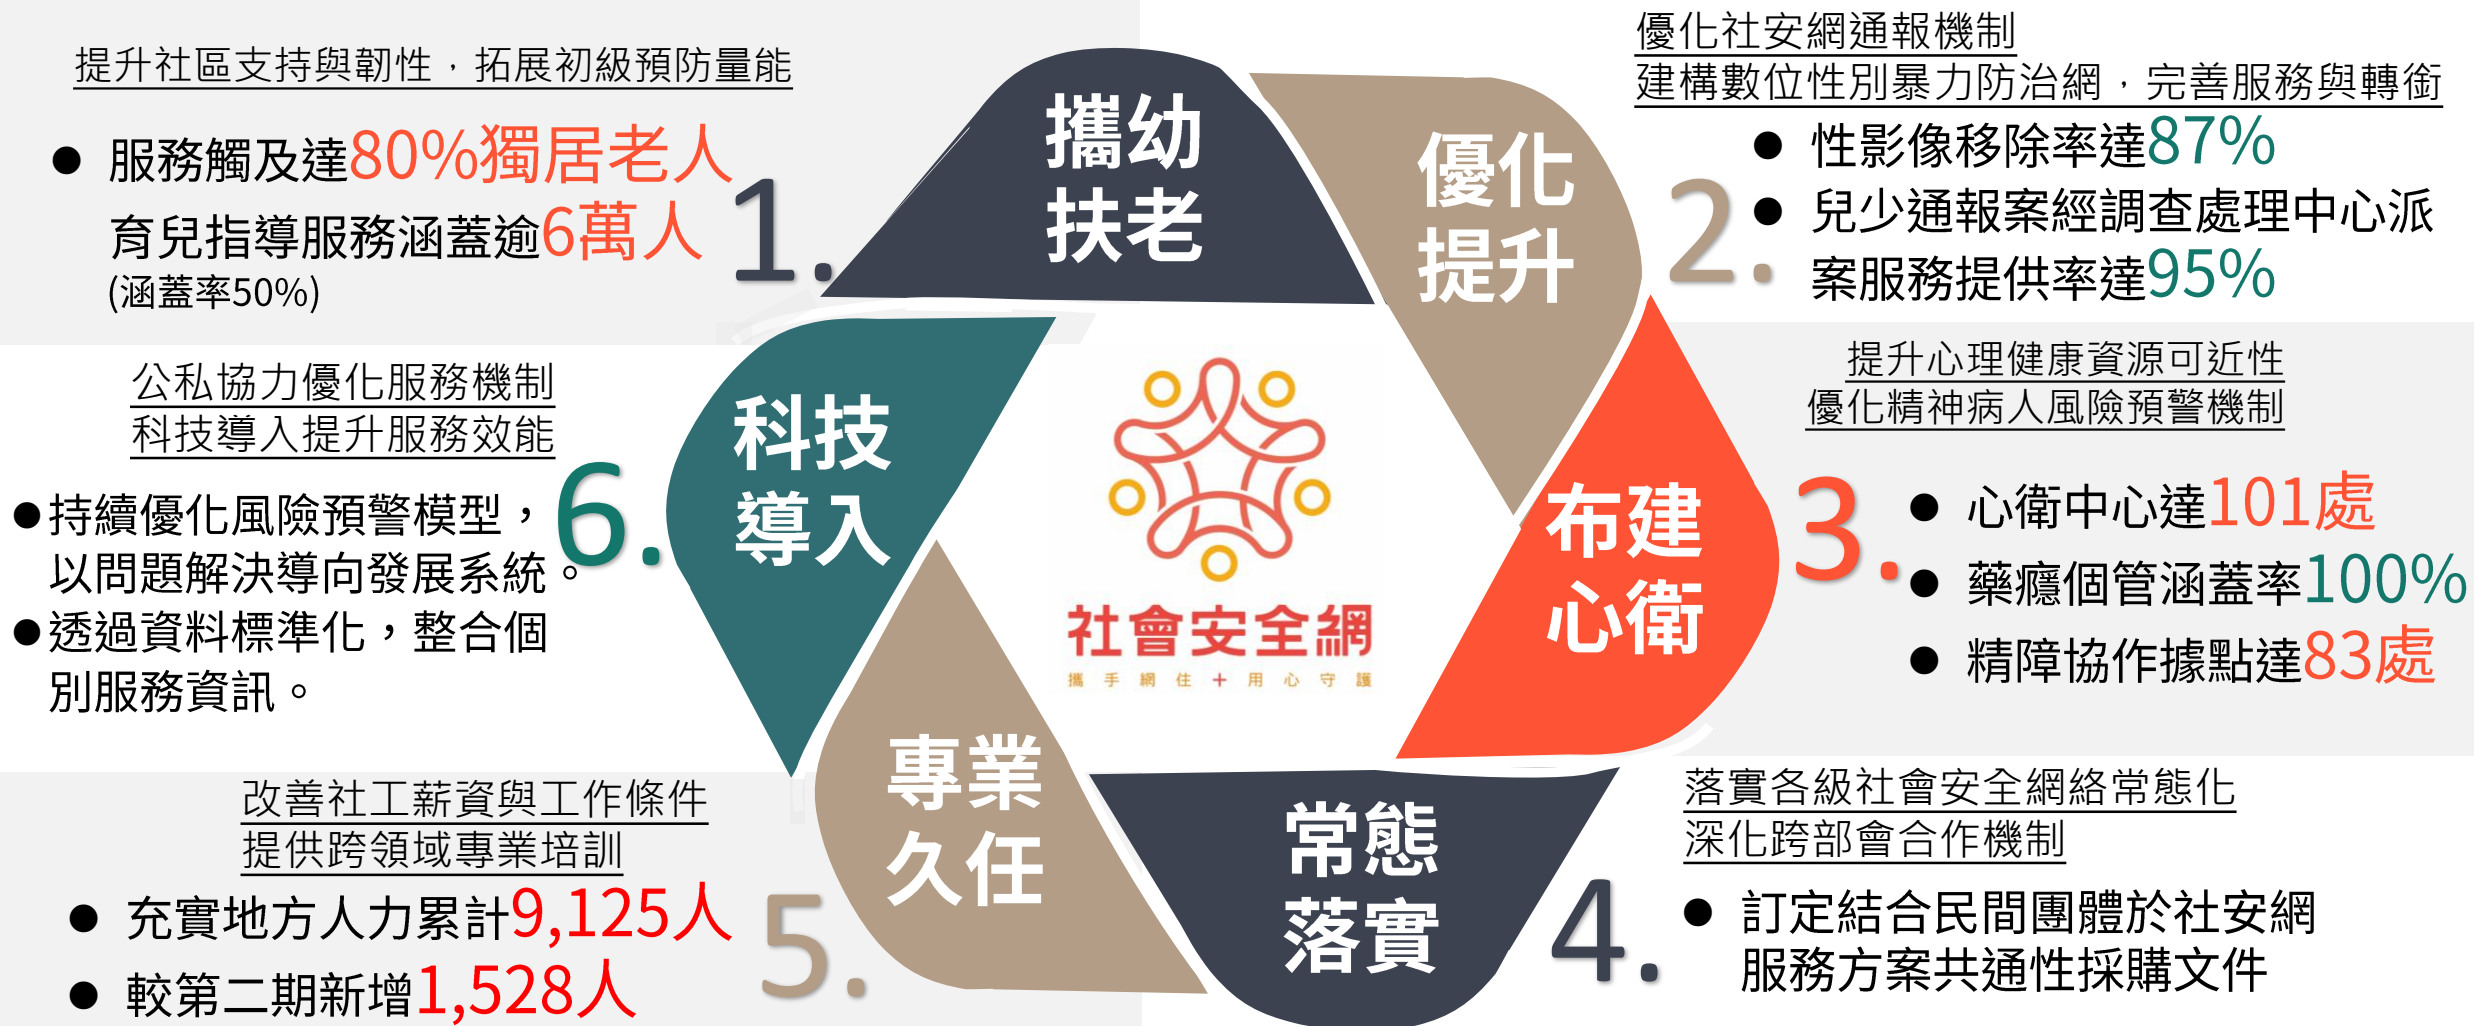 提升社區支持與韌性，拓展初級預防量能
● 服務觸及達80%獨居老人
育兒指導服務涵蓋逾6萬人
(涵蓋率50%)
1.
攜幼
扶老
優化社安網通報機制
建構數位性別暴力防治網，完善服務與轉銜
● 性影像移除率達87%
● 兒少通報案經調查處理中心派
案服務提供率達95%
2.
優化
提升
提升心理健康資源可近性
優化精神病人風險預警機制
● 心衛中心達101處
● 藥癮個管涵蓋率100%
● 精障協作據點達83處
3.
布建
心衛
落實各級社會安全網絡常態化
深化跨部會合作機制
● 訂定結合民間團體於社安網
服務方案共通性採購文件
4.
常態
落實
改善社工薪資與工作條件
提供跨領域專業培訓
● 充實地方人力累計9,125人
● 較第二期新增1,528人
5.
專業
久任
公私協力優化服務機制
科技導入提升服務效能
●持續優化風險預警模型，
以問題解決導向發展系統。
●透過資料標準化，整合個
別服務資訊。
6.
科技
導入
社會安全網
攜手網住+用心守護